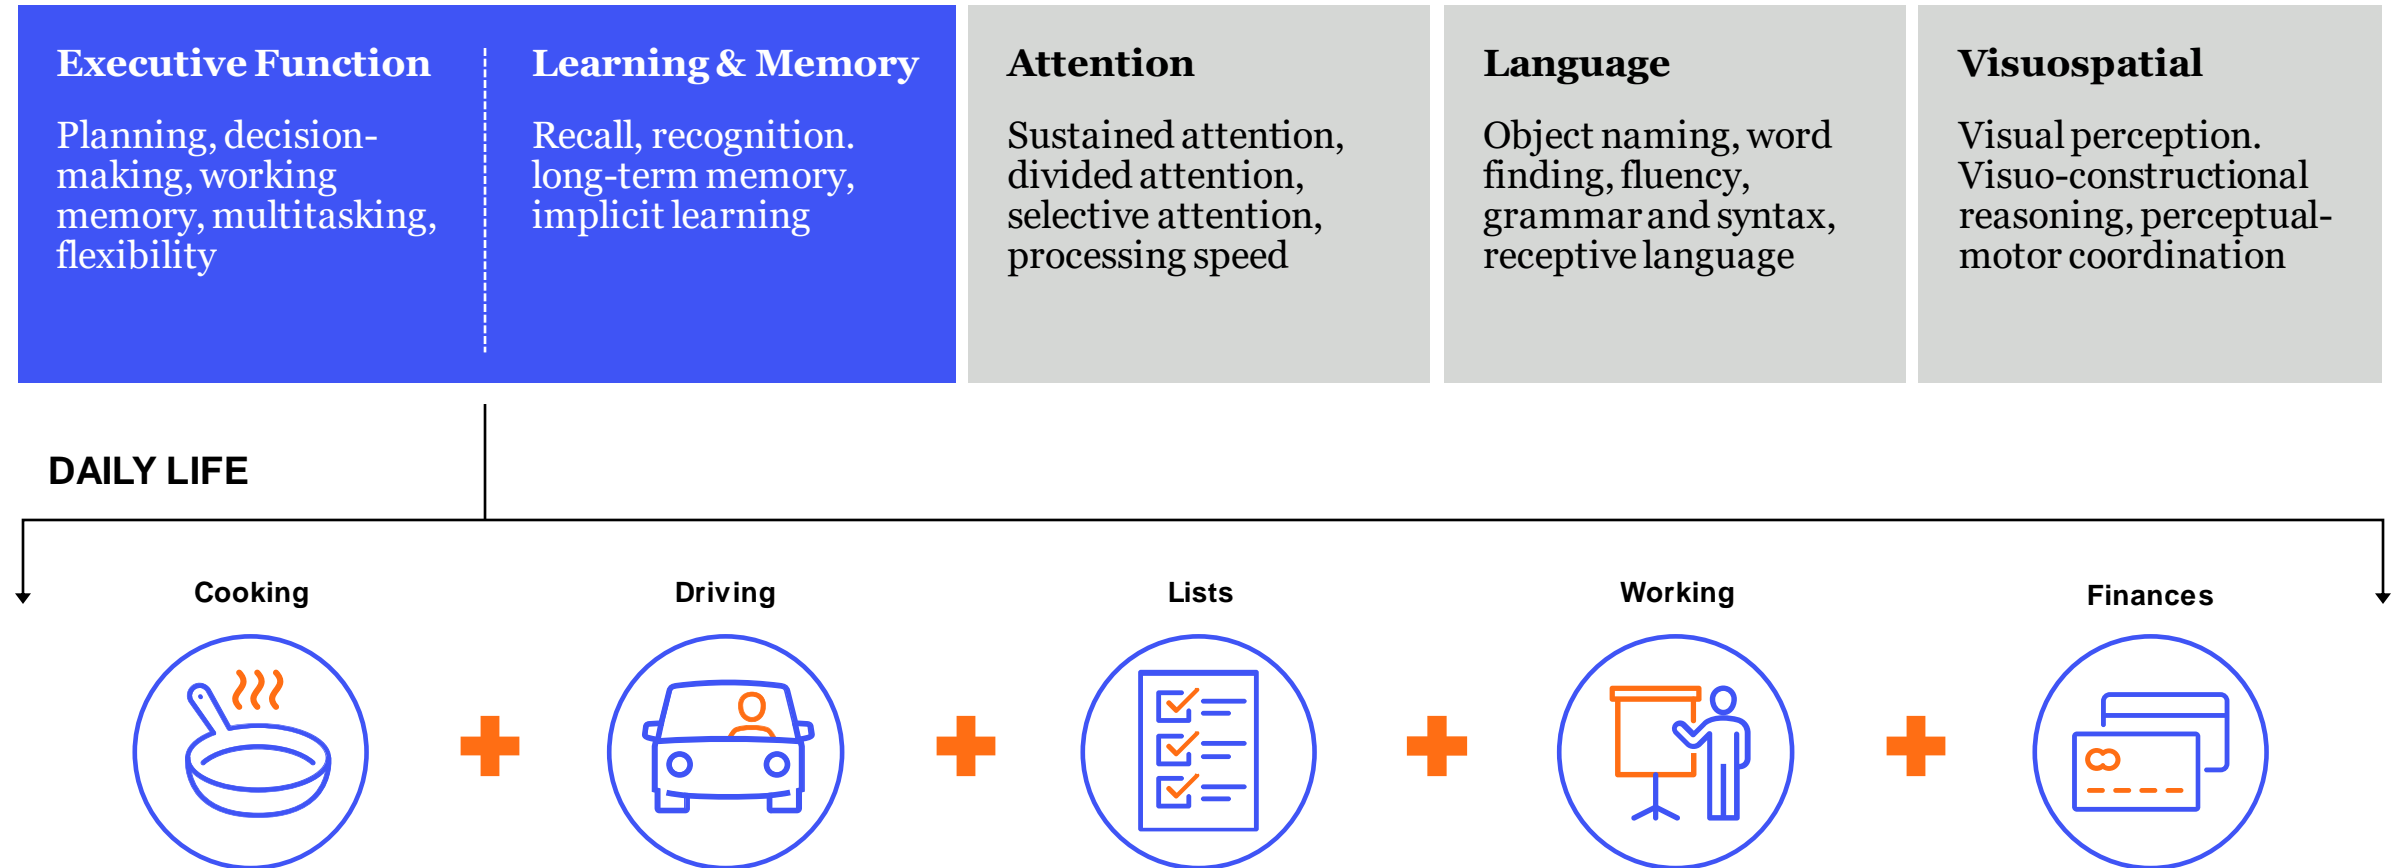 Executive Function
Planning, decision-
making, working
memory, multitasking,
flexibility
Learning & Memory
Recall, recognition.
long-term memory,
implicit learning
Attention
Sustained attention,
divided attention,
selective attention,
processing speed
Language
Object naming, word
finding, fluency,
grammar and syntax,
receptive language
Visuospatial
Visual perception.
Visuo-constructional
reasoning, perceptual-
motor coordination
DAILY LIFE
Cooking
Driving
Lists
Working
Finances